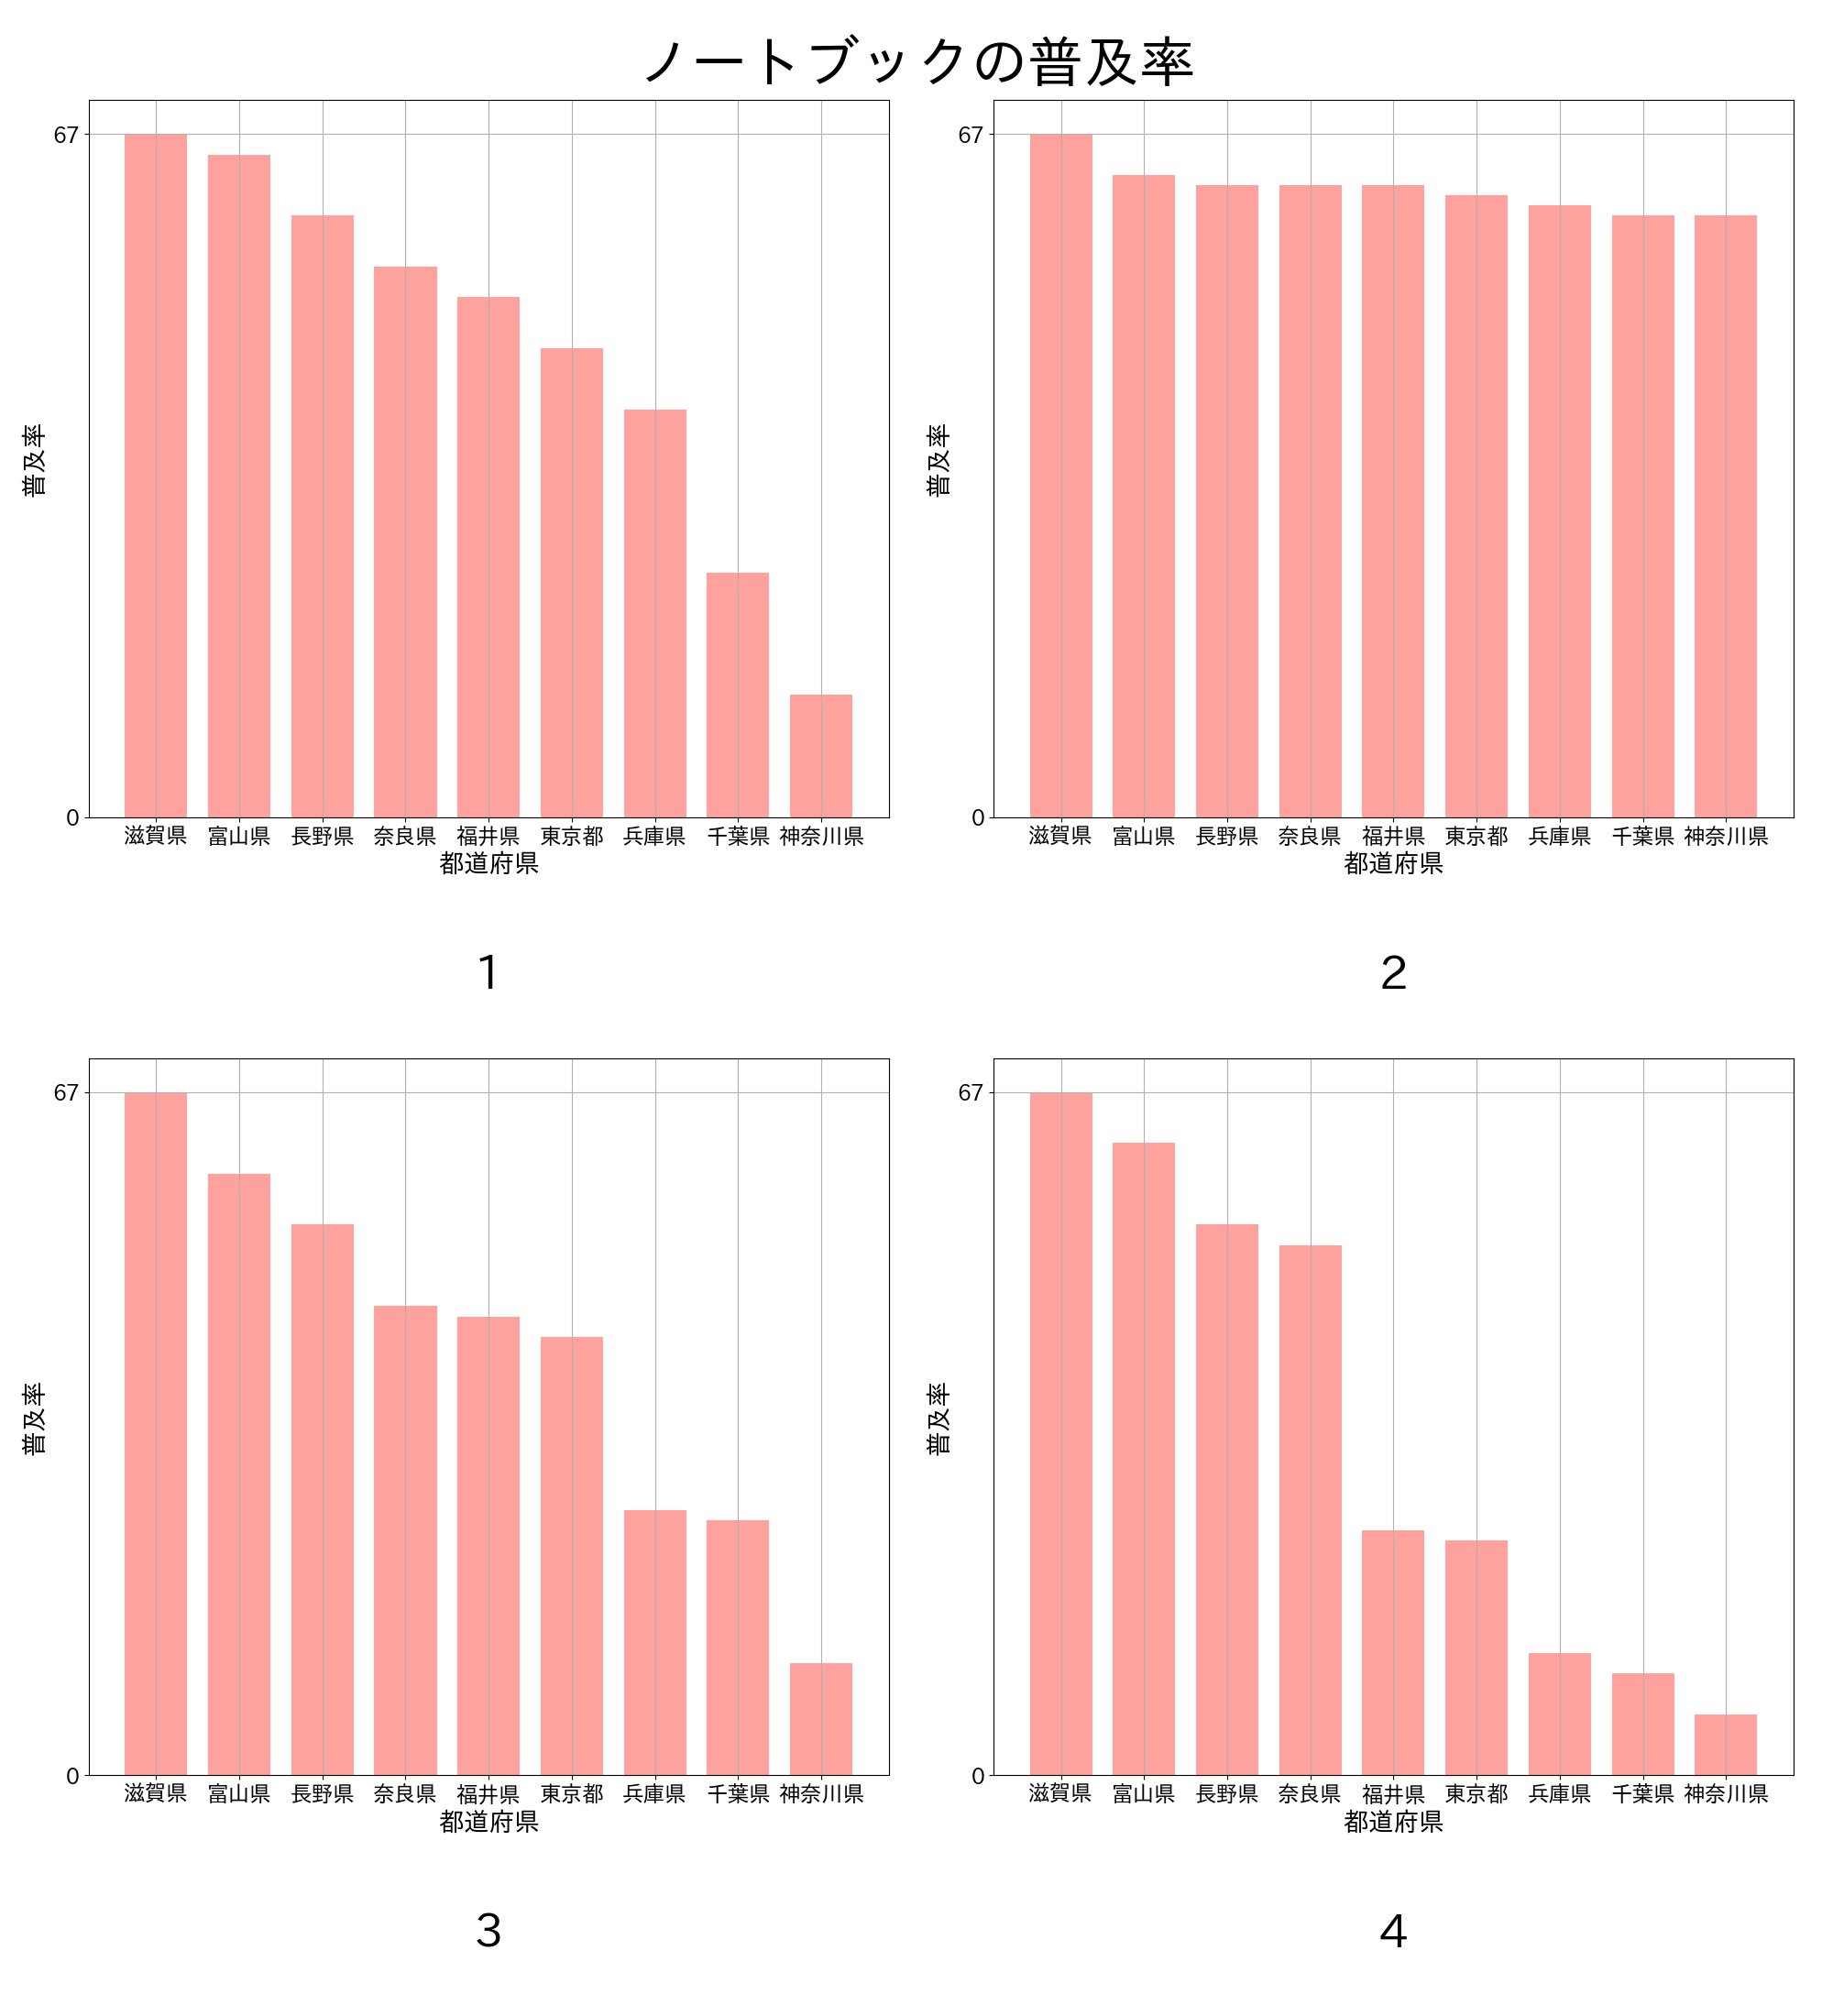 ノートブックの普及率
67
0
普及率
滋賀県 富山県 長野県 奈良県 福井県 東京都 兵庫県 千葉県 神奈川県
都道府県
1
67
0
普及率
滋賀県 富山県 長野県 奈良県 福井県 東京都 兵庫県 千葉県 神奈川県
都道府県
2
67
0
普及率
滋賀県 富山県 長野県 奈良県 福井県 東京都 兵庫県 千葉県 神奈川県
都道府県
3
67
0
普及率
滋賀県 富山県 長野県 奈良県 福井県 東京都 兵庫県 千葉県 神奈川県
都道府県
4